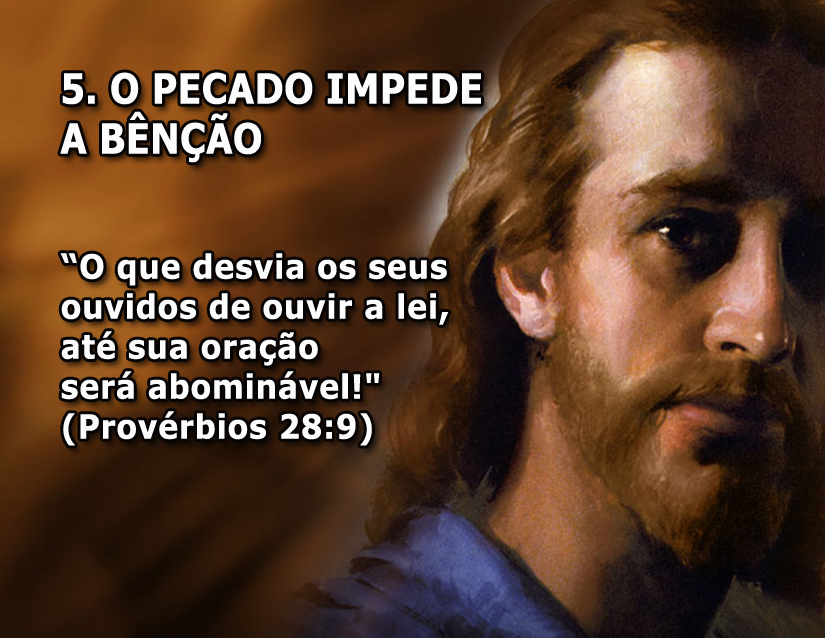 5. O PECADO IMPEDE
A BÊNÇÃO
“O que desvia os seus
ouvidos de ouvir a lei,
até sua oração
será abominável!"
(Provérbios 28:9)